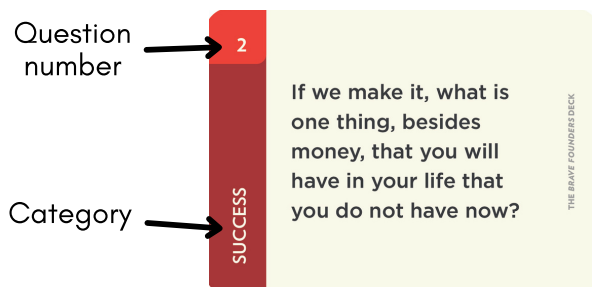 Question
number
2
If we make it, what is
one thing, besides
money, that you will
have in your life that
you do not have now?
THE BRAVE FOUNDERS DECK
Category
SUCCESS